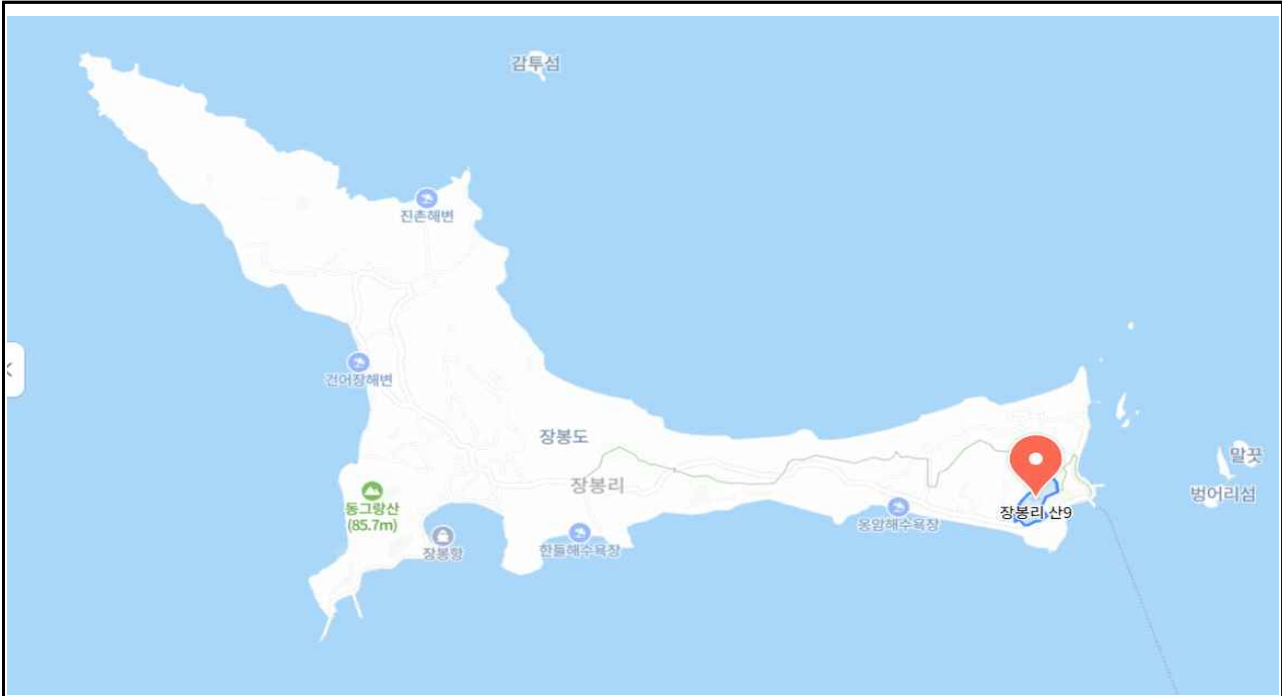 감투섬
진촌해변
건어장해변
장봉도
말꼿
장봉리
벙어리섬
동그랑산
(85.7m)
장봉리 산9
옹암해수욕장
장봉항
한들해수욕장